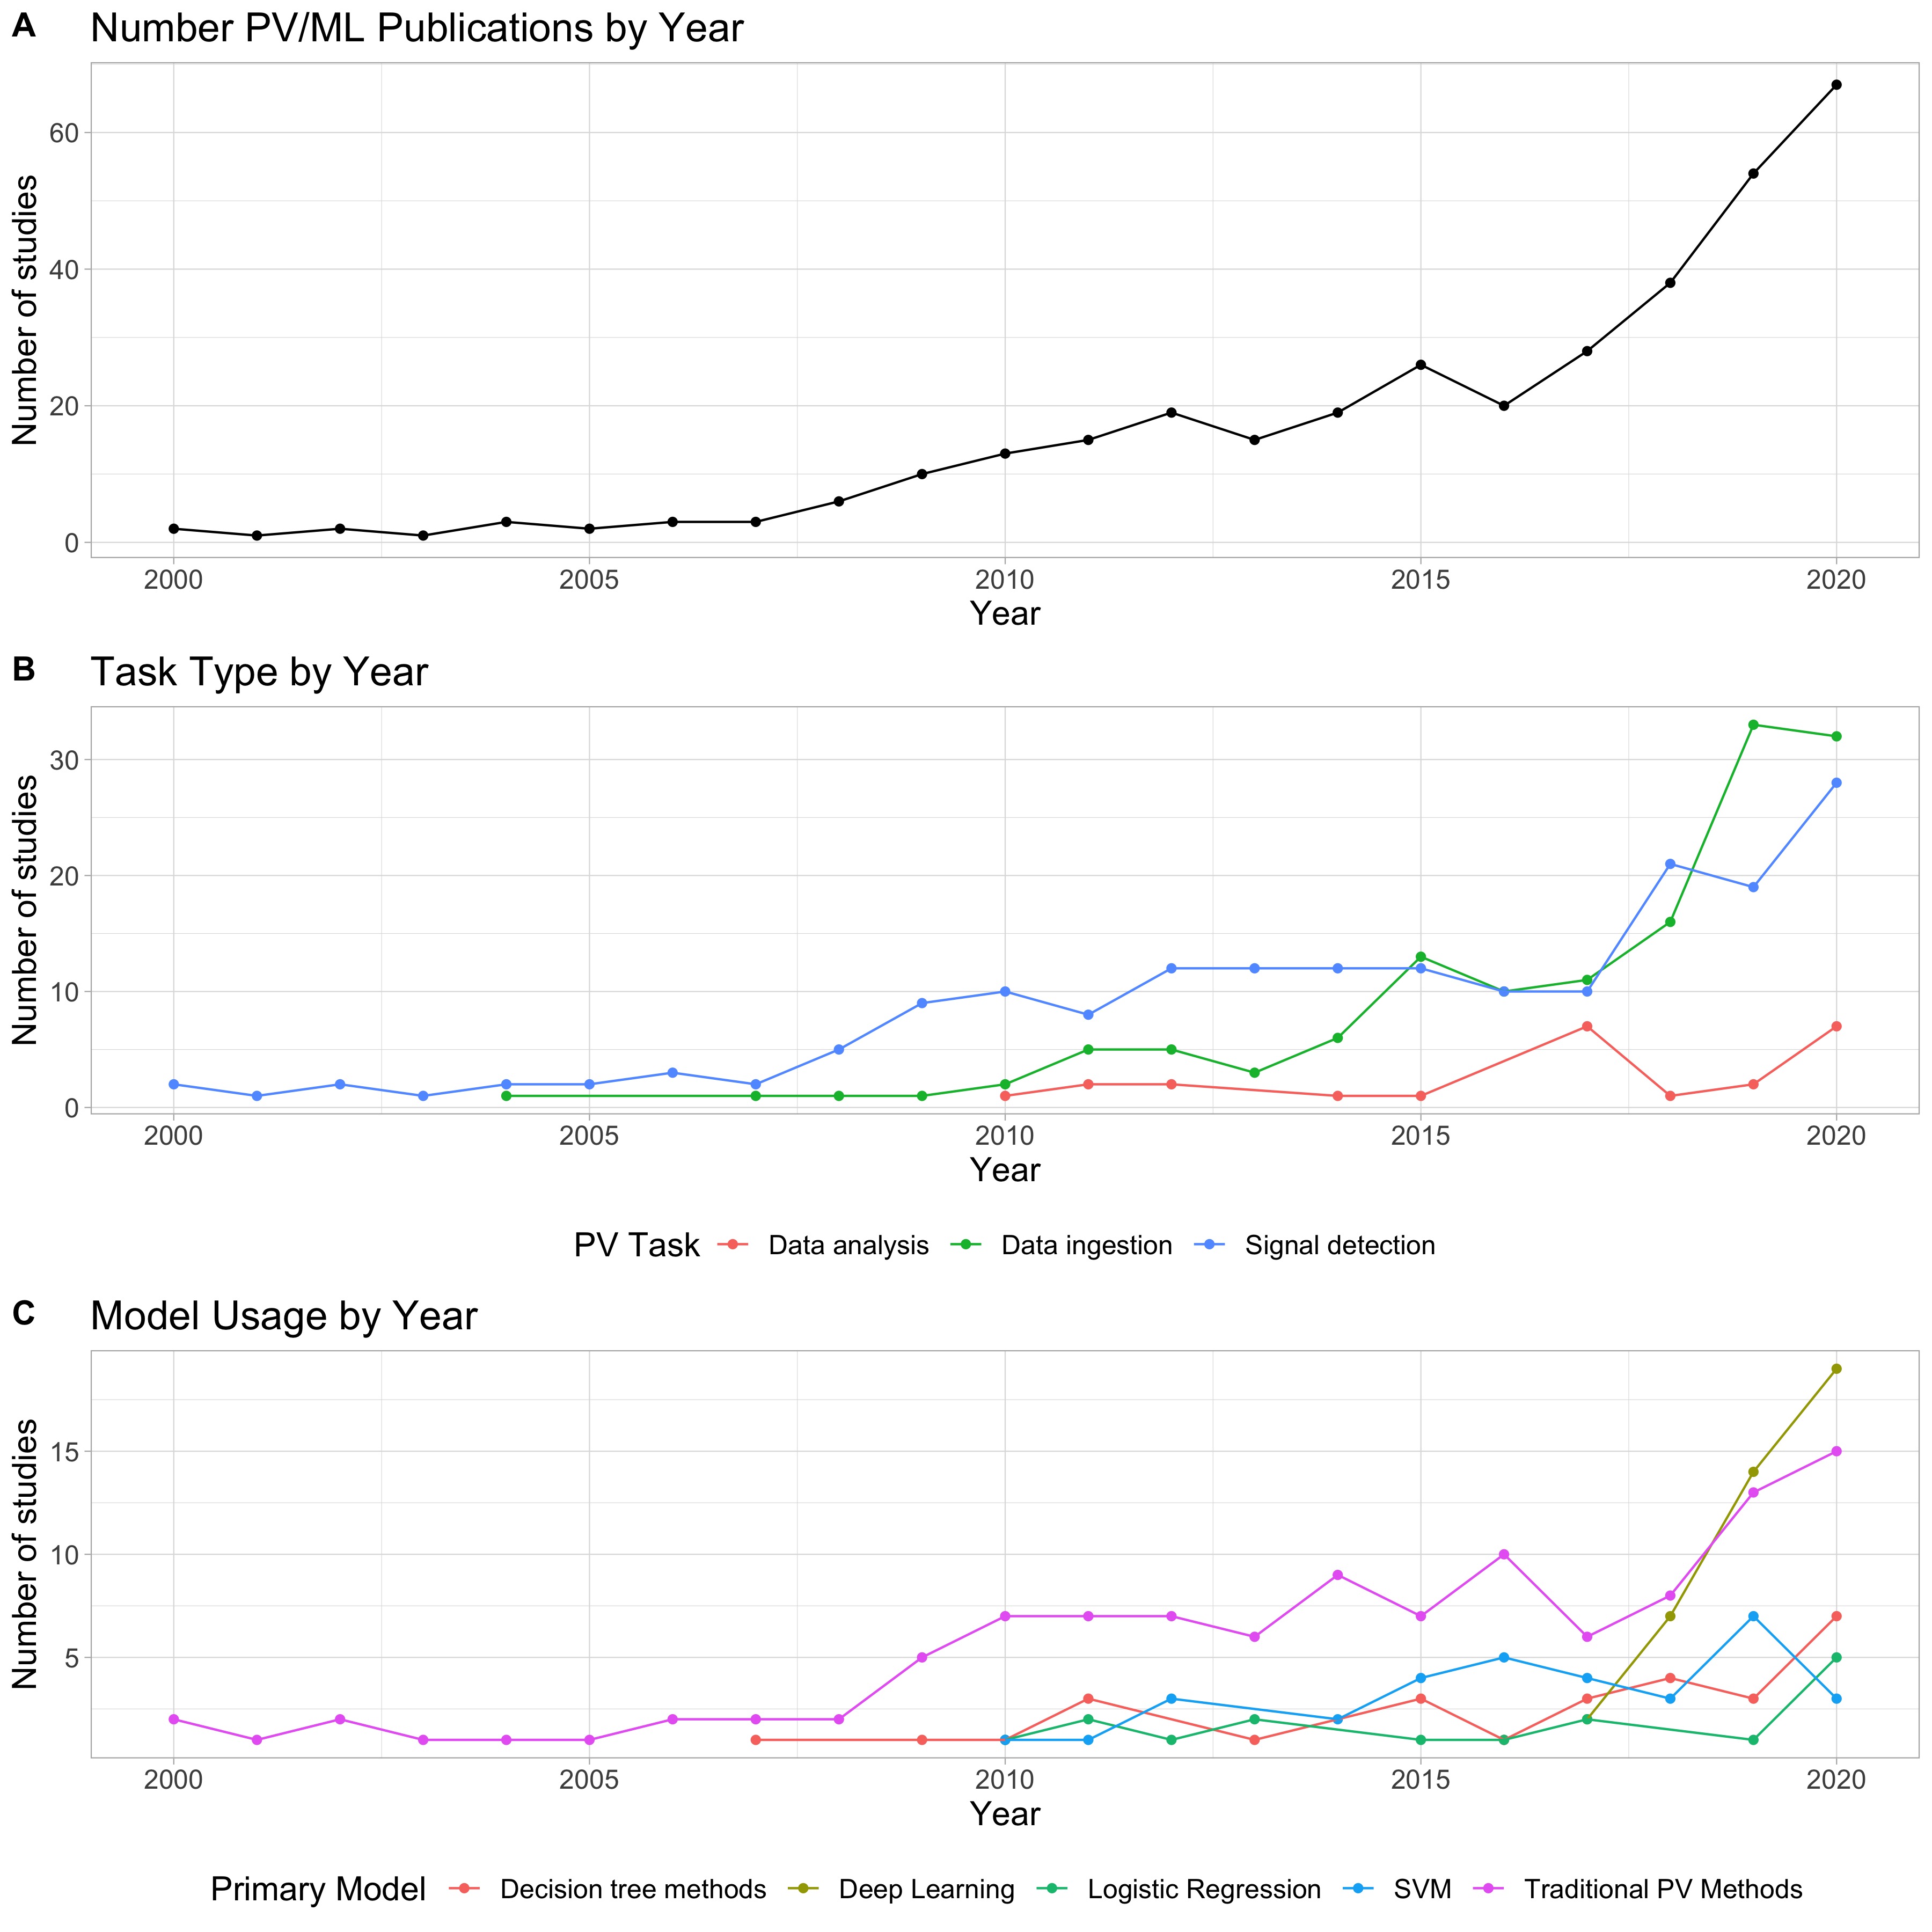 A Number PV/ML Publications by Year
Number of studies
60
40
20
0
2000 2005 2010 2015 2020
Year
B Task Type by Year
Number of studies
30
20
10
0
2000 2005 2010 2015 2020
Year
PV Task Data analysis Data ingestion Signal detection
C Model Usage by Year
Number of studies
15
10
5
2000 2005 2010 2015 2020
Year
Primary Model Decision tree methods Deep Learning Logistic Regression SVM Traditional PV Methods